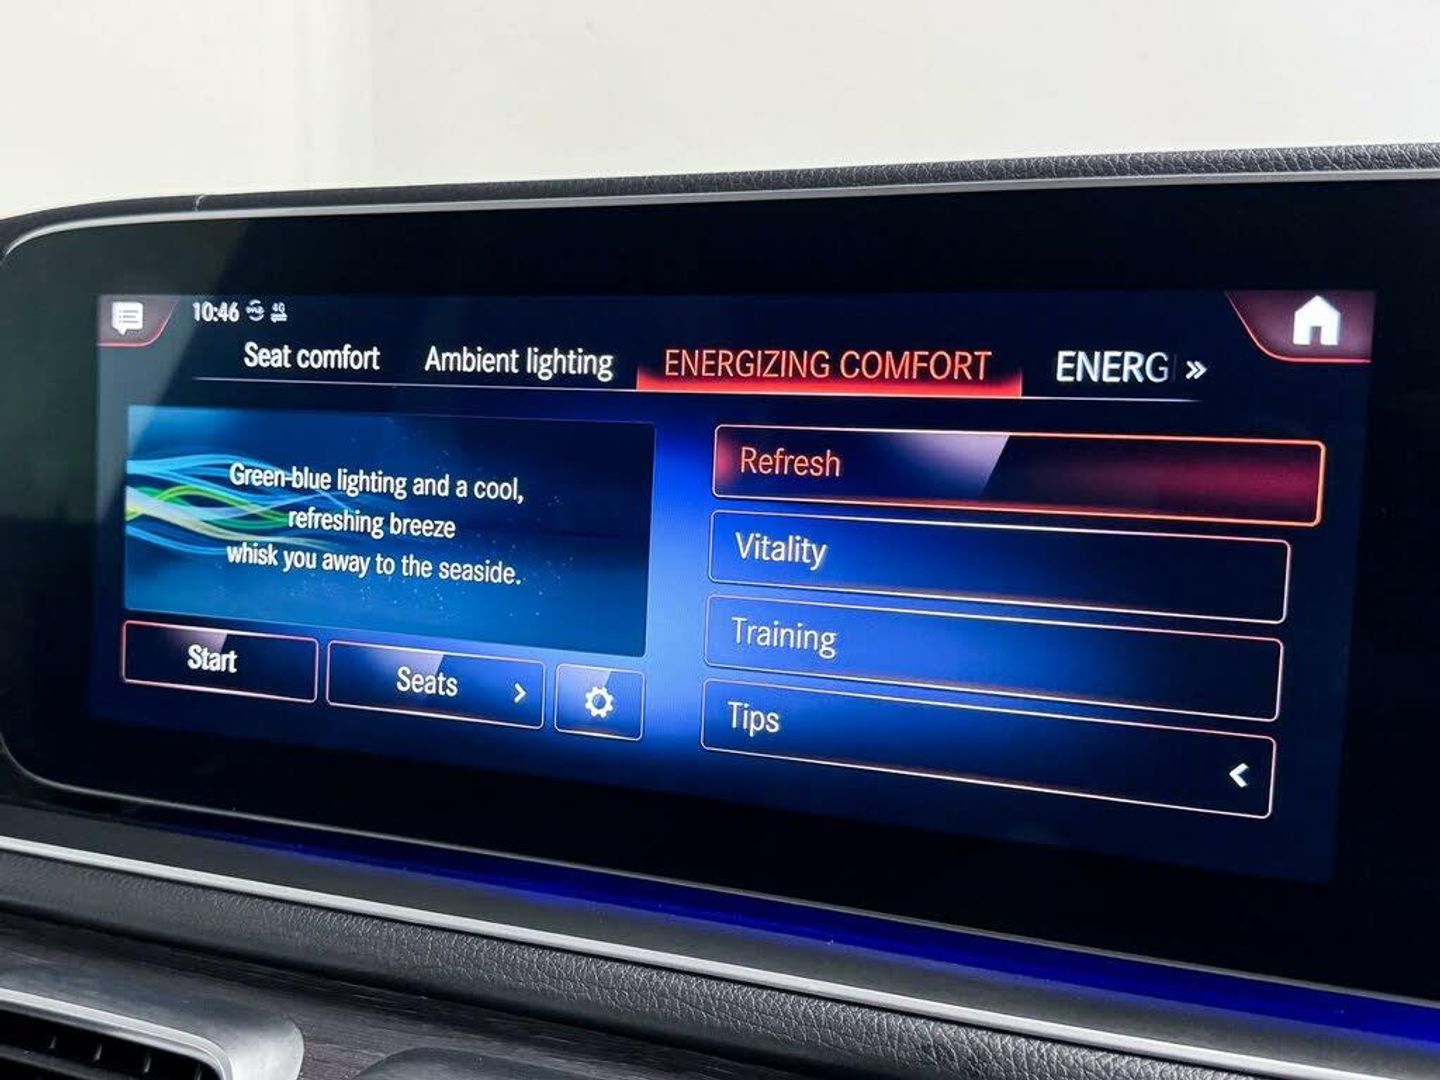 10:46 4G
Seat comfort
Ambient lighting
ENERGIZING COMFORT
ENERG
Green-blue lighting and a cool,
refreshing breeze
whisk you away to the seaside.
Start
Seats
Refresh
Vitality
Training
Tips